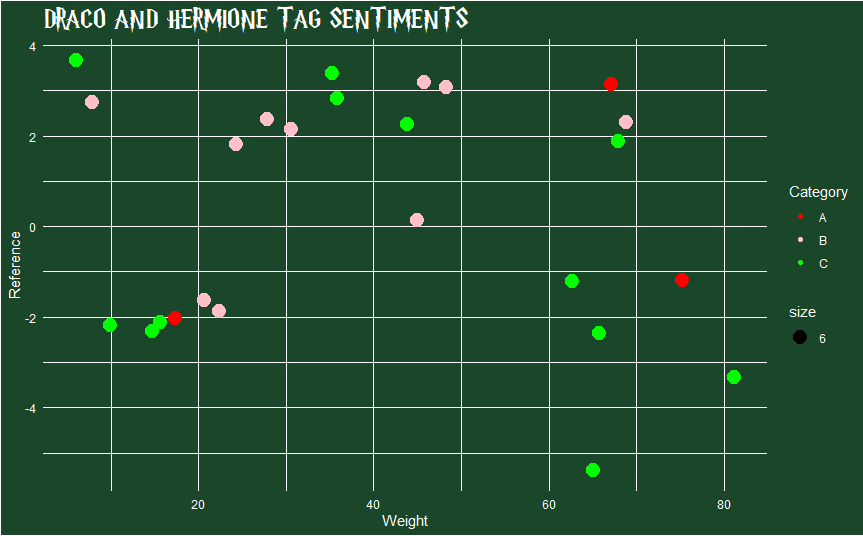 DRACO AND HERMIONE TAG SENTIMENTS
4
2
0
-2
-4
Reference
20 40 60 80
Weight
Category
A
B
C
size
6